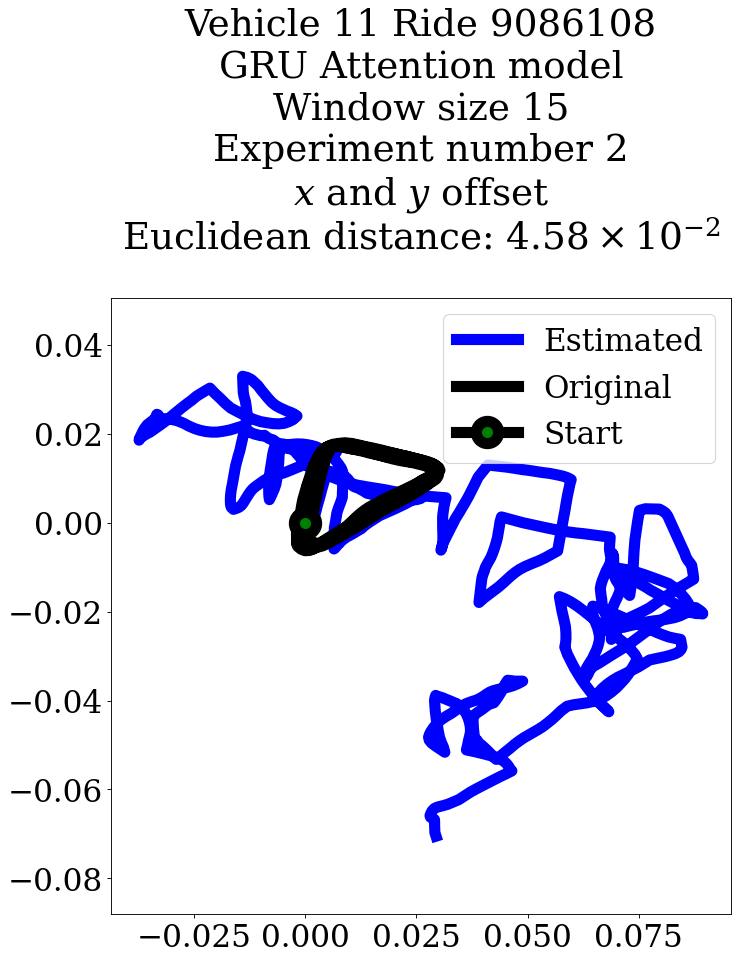 Vehicle 11 Ride 9086108
GRU Attention model
Window size 15
Experiment number 2
x and y offset
Euclidean distance: 4.58 × 10⁻²
Estimated
Original
Start
0.04
0.02
0.00
−0.02
−0.04
−0.06
−0.08
−0.025 0.000 0.025 0.050 0.075